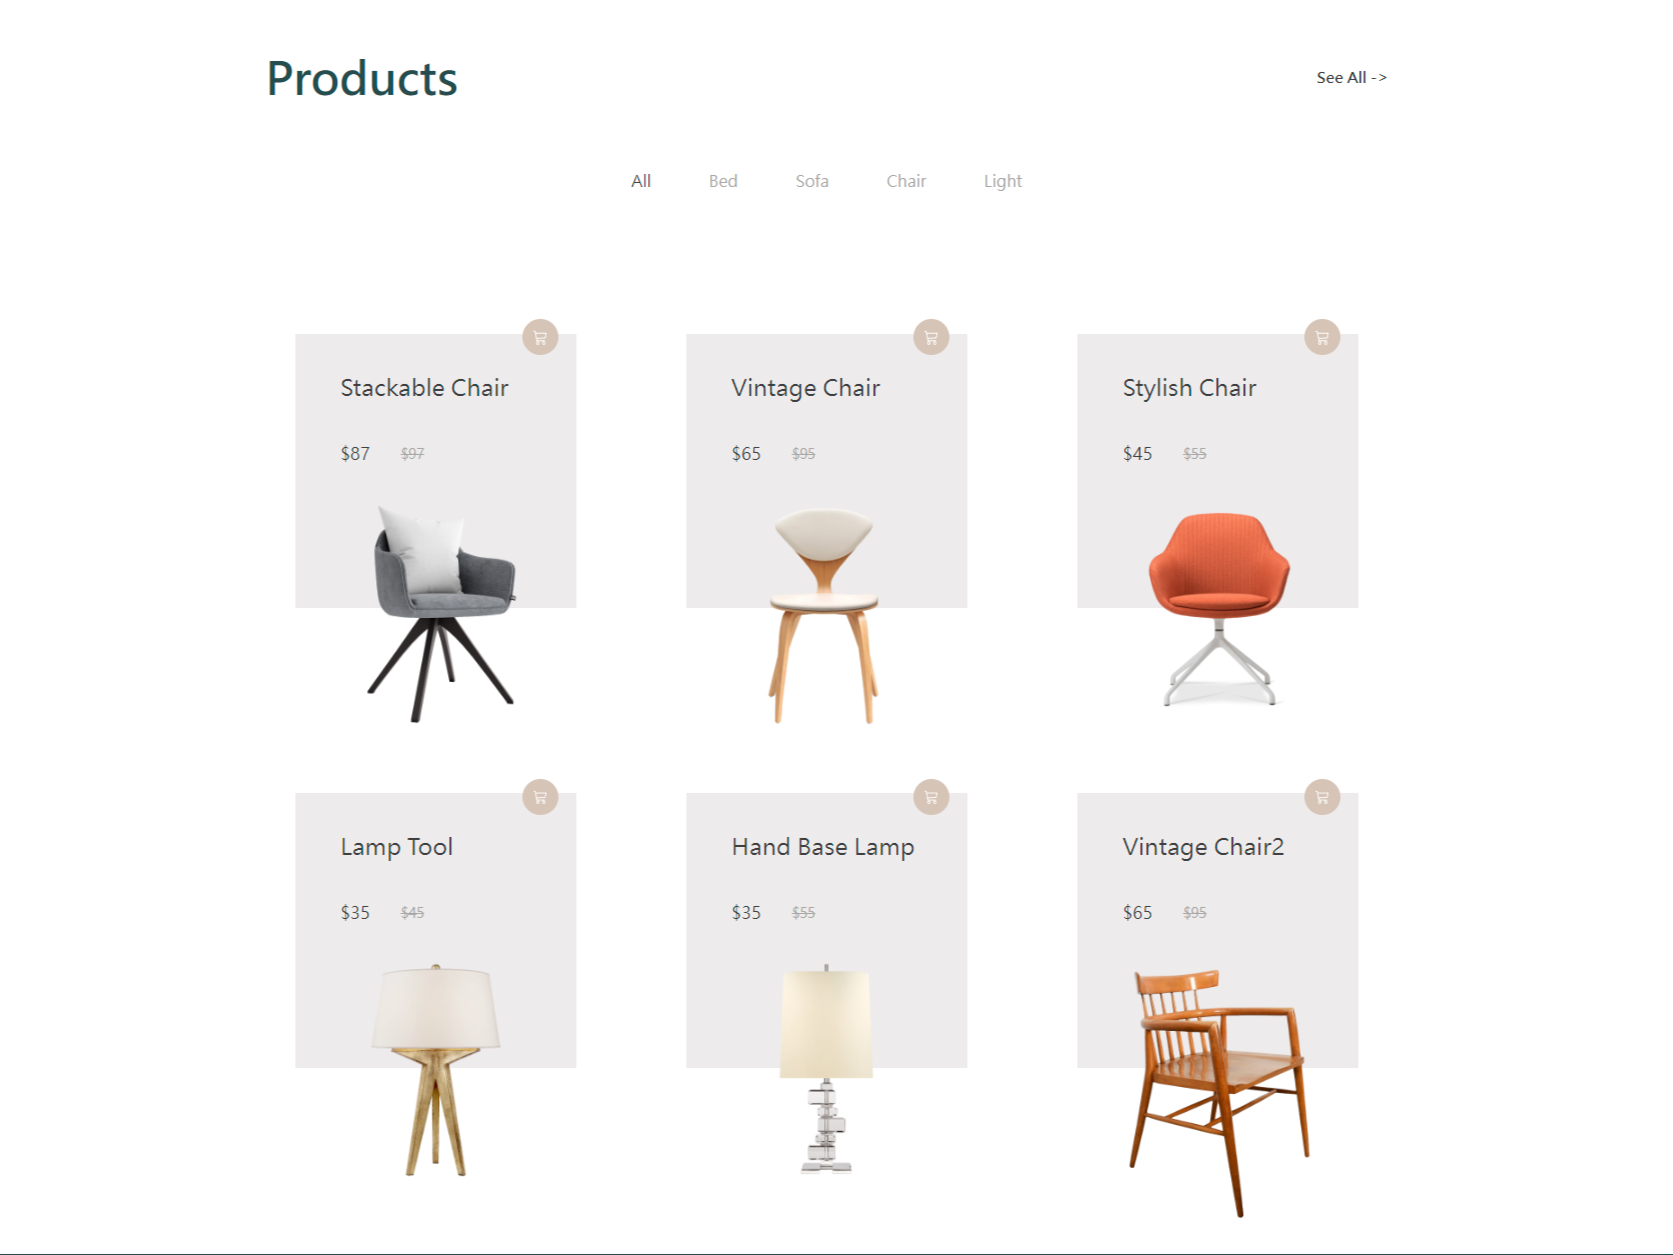 Products
See All ->
All Bed Sofa Chair Light
Stackable Chair
$87 $97
Vintage Chair
$65 $95
Stylish Chair
$45 $55
Lamp Tool
$35 $45
Hand Base Lamp
$35 $55
Vintage Chair2
$65 $95